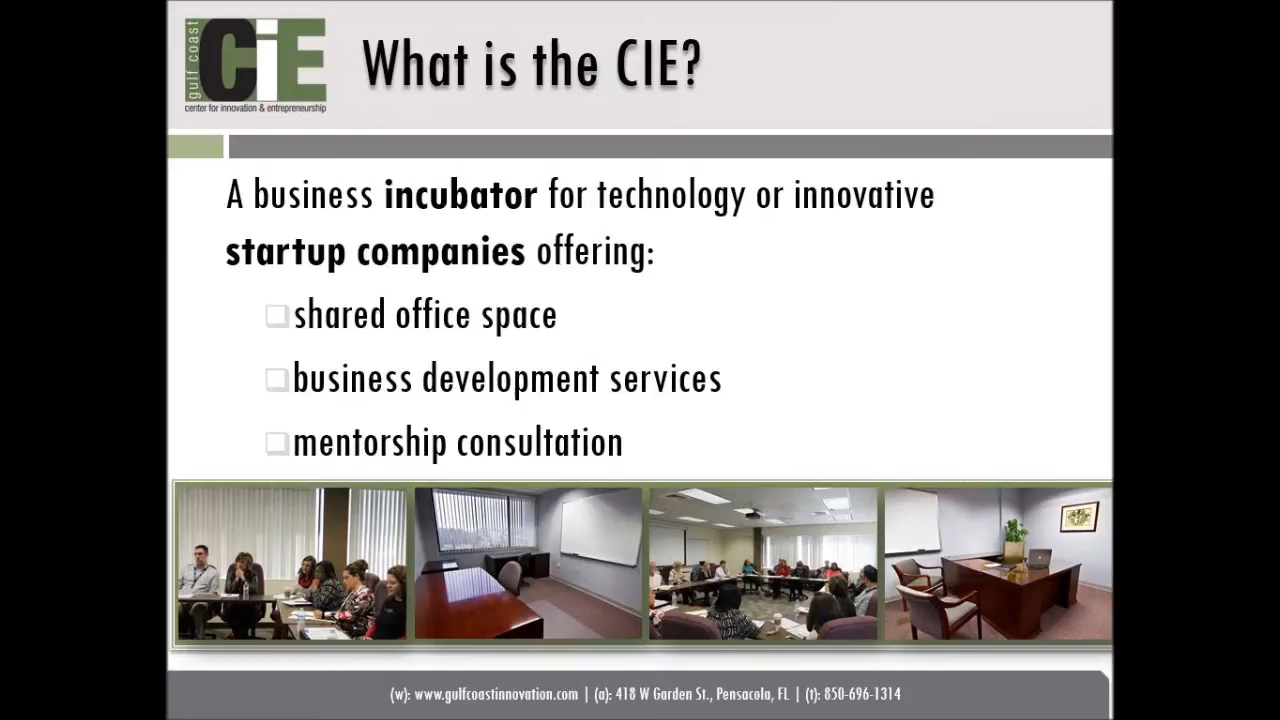 gulf coast
CiE
center for innovation & entrepreneurship
What is the CIE?
A business incubator for technology or innovative
startup companies offering:
shared office space
business development services
mentorship consultation
(w): www.gulfcoastinnovation.com | (a): 418 W Garden St., Pensacola, FL | (t): 850-696-1314